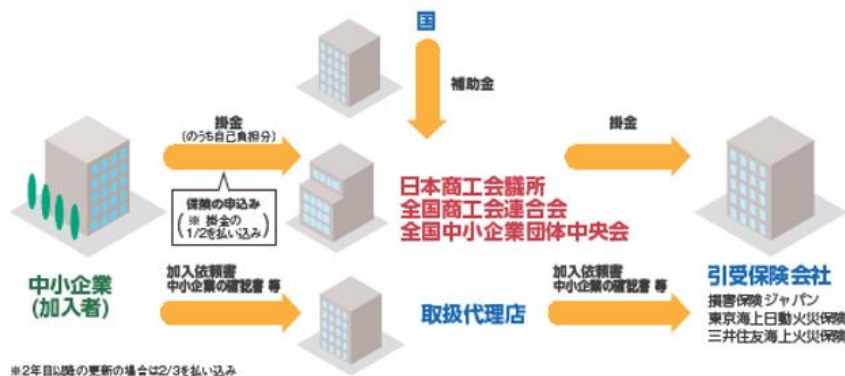 国
補助金
掛金
(のうち自己負担分)
掛金
保険の申込み
(※ 掛金の
1/2を払い込み)
日本商工会議所
全国商工会連合会
全国中小企業団体中央会
中小企業
(加入者)
加入依頼書
中小企業の確認書 等
取扱代理店
加入依頼書
中小企業の確認書 等
引受保険会社
損害保険ジャパン
東京海上日動火災保険
三井住友海上火災保険
※2年目以降の更新の場合は2/3を払い込み